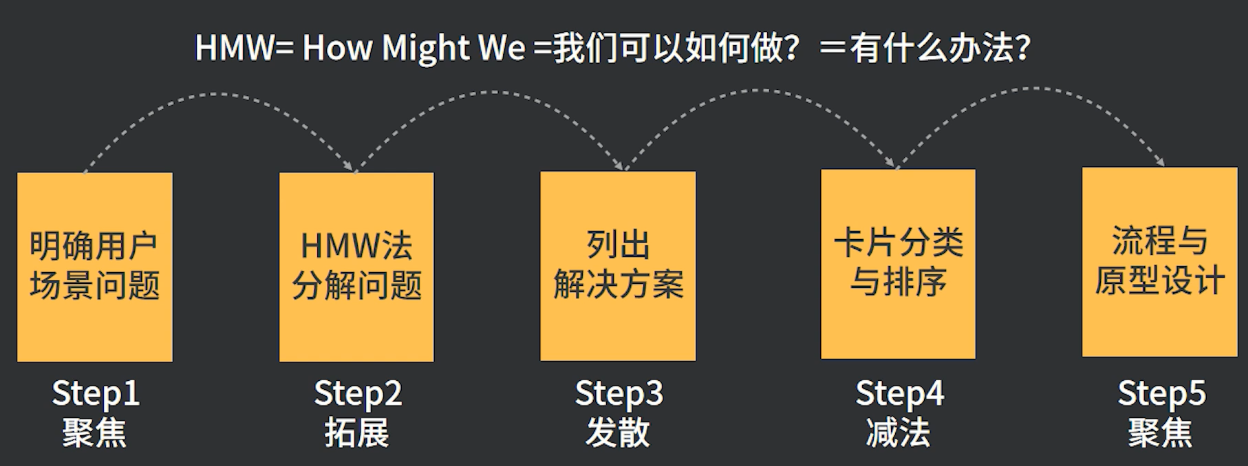 HMW= How Might We =我们可以如何做？＝有什么办法？
明确用户
场景问题
HMW法
分解问题
列出
解决方案
卡片分类
与排序
流程与
原型设计
Step1
聚焦
Step2
拓展
Step3
发散
Step4
减法
Step5
聚焦